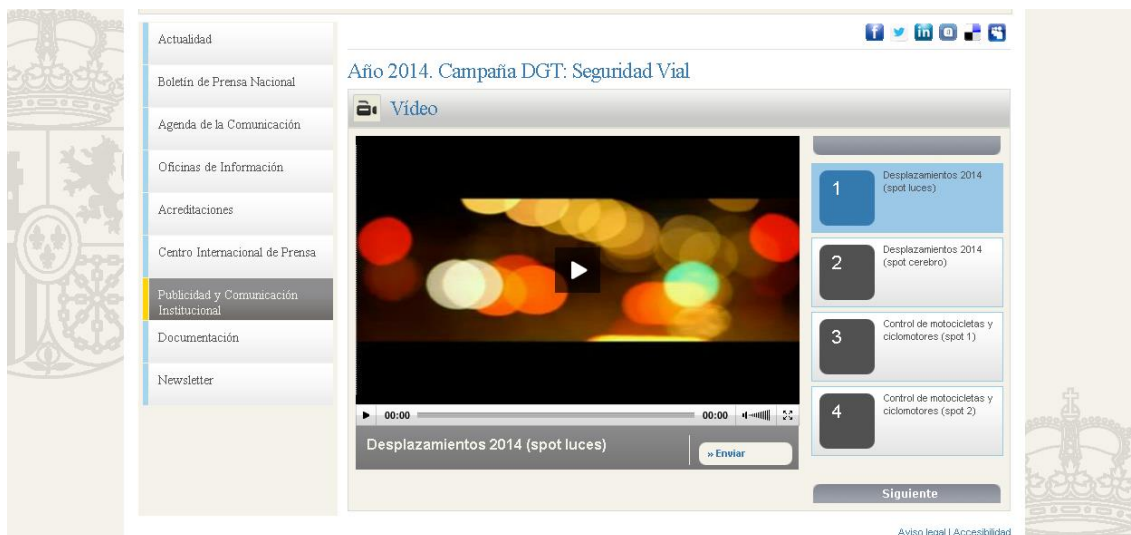 Actualidad
Boletín de Prensa Nacional
Agenda de la Comunicación
Oficinas de Información
Acreditaciones
Centro Internacional de Prensa
Publicidad y Comunicación
Institucional
Documentación
Newsletter
Año 2014. Campaña DGT: Seguridad Vial
Vídeo
00:00
00:00
Desplazamientos 2014 (spot luces)
» Enviar
1
Desplazamientos 2014
(spot luces)
2
Desplazamientos 2014
(spot cerebro)
3
Control de motocicletas y
ciclomotores (spot 1)
4
Control de motocicletas y
ciclomotores (spot 2)
Siguiente
Aviso legal | Accesibilidad